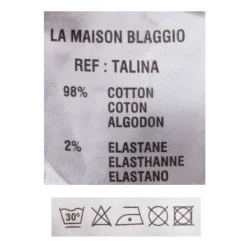 LA MAISON BLAGGIO
REF : TALINA
98% COTTON
COTON
ALGODON
2% ELASTANE
ELASTHANNE
ELASTANO
30°